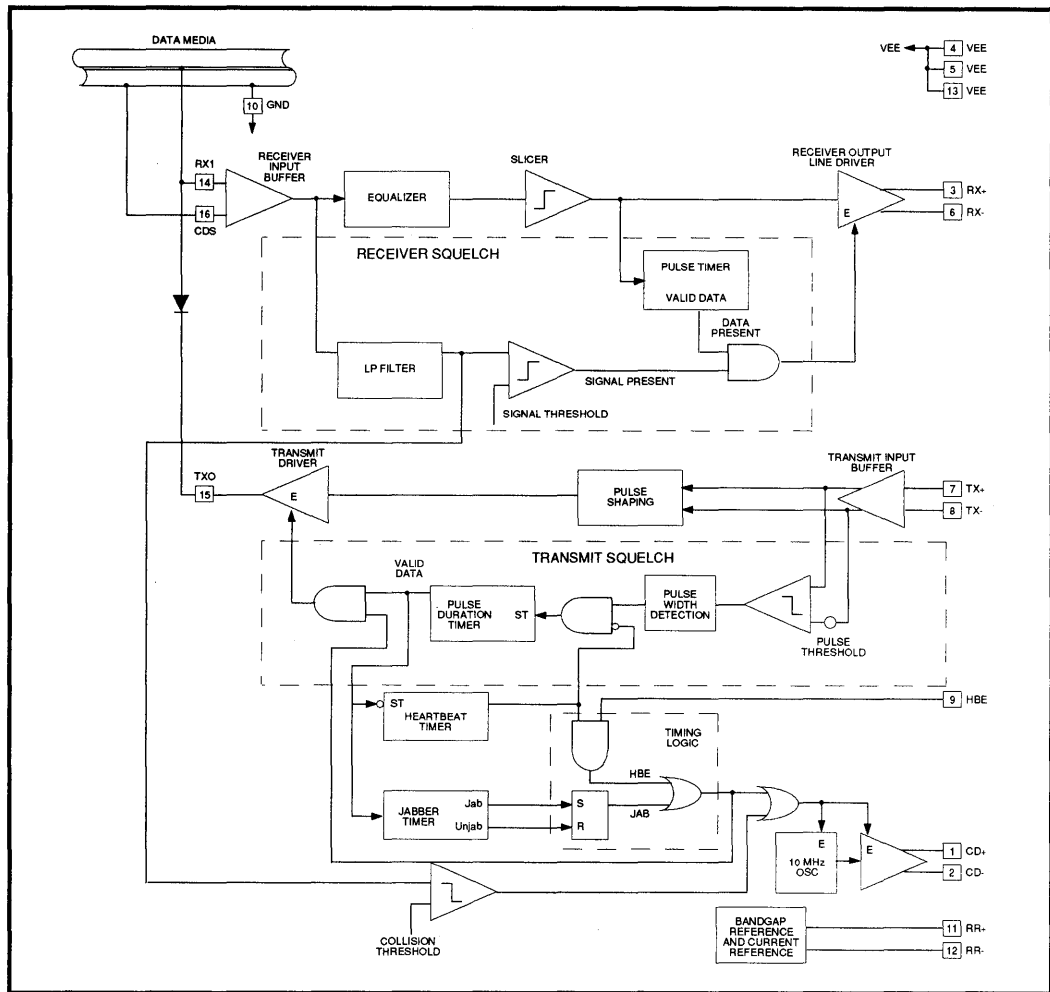 DATA MEDIA
VEE 4 VEE
5 VEE
13 VEE
10 GND
RECEIVER INPUT BUFFER
SLICER
RECEIVER OUTPUT LINE DRIVER
RX1
14
EQUALIZER
3 RX+
16
CDS
E
6 RX-
RECEIVER SQUELCH
PULSE TIMER
VALID DATA
DATA PRESENT
LP FILTER
SIGNAL PRESENT
SIGNAL THRESHOLD
TRANSMIT DRIVER
TRANSMIT INPUT BUFFER
TXO
15
E
PULSE SHAPING
7 TX+
8 TX-
TRANSMIT SQUELCH
VALID DATA
PULSE DURATION TIMER
ST
PULSE WIDTH DETECTION
PULSE THRESHOLD
ST
HEARTBEAT TIMER
9 HBE
TIMING LOGIC
HBE
JABBER TIMER
Jab
Unjab
S
R
JAB
E
10 MHz OSC
E
1 CD+
2 CD-
COLLISION THRESHOLD
BANDGAP REFERENCE AND CURRENT REFERENCE
11 RR+
12 RR-